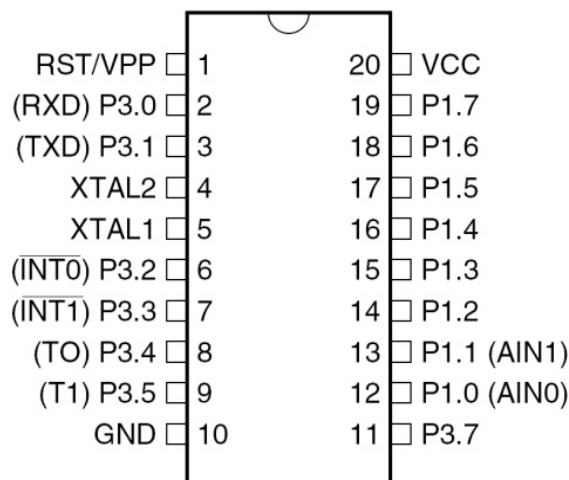 RST/VPP 1 20 VCC
(RXD) P3.0 2 19 P1.7
(TXD) P3.1 3 18 P1.6
XTAL2 4 17 P1.5
XTAL1 5 16 P1.4
(I̅N̅T̅0̅) P3.2 6 15 P1.3
(I̅N̅T̅1̅) P3.3 7 14 P1.2
(TO) P3.4 8 13 P1.1 (AIN1)
(T1) P3.5 9 12 P1.0 (AIN0)
GND 10 11 P3.7